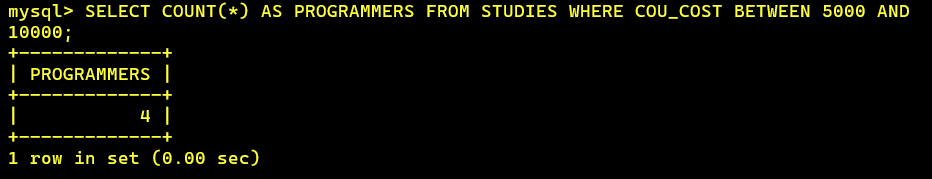 mysql> SELECT COUNT(*) AS PROGRAMMERS FROM STUDIES WHERE COU_COST BETWEEN 5000 AND
10000;
+-------------+
| PROGRAMMERS |
+-------------+
|           4 |
+-------------+
1 row in set (0.00 sec)